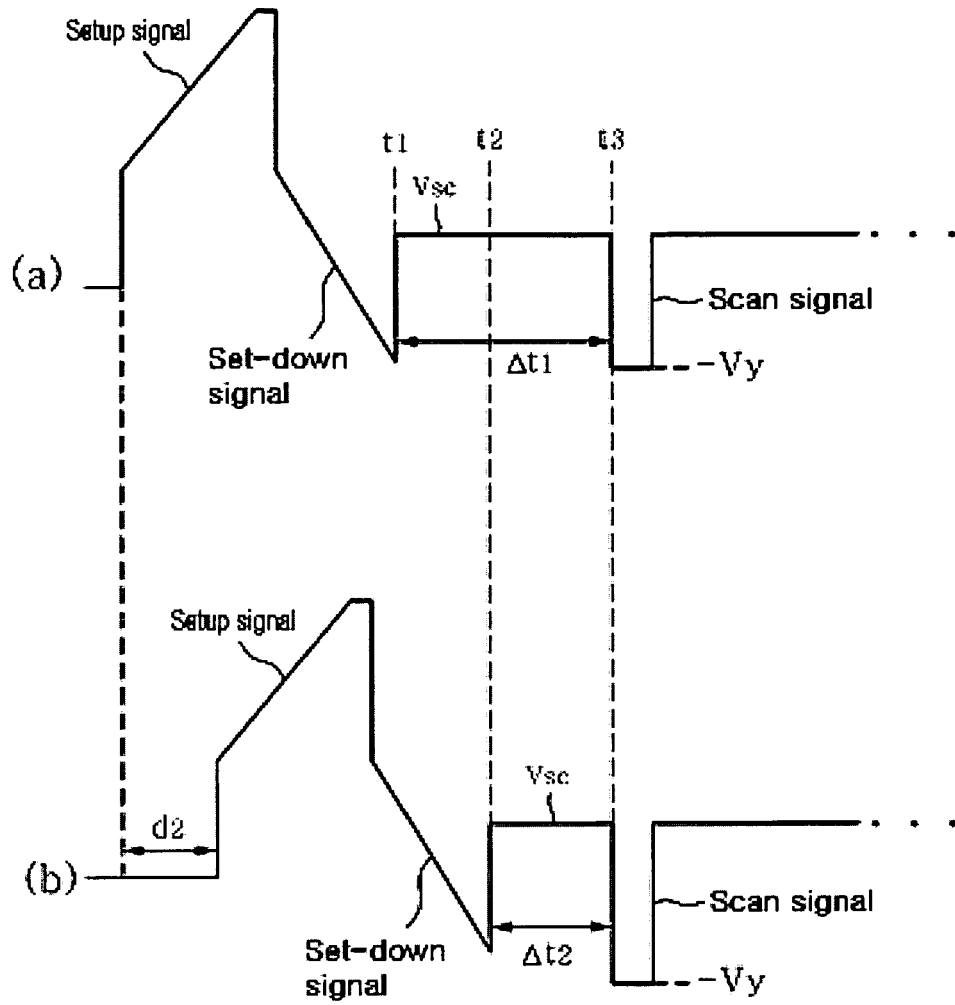 Setup signal
t1
t2
t3
Vsc
(a)
Scan signal
Set-down
signal
Δt1
-Vy
Setup signal
Vsc
d2
(b)
Scan signal
Set-down
signal
Δt2
-Vy